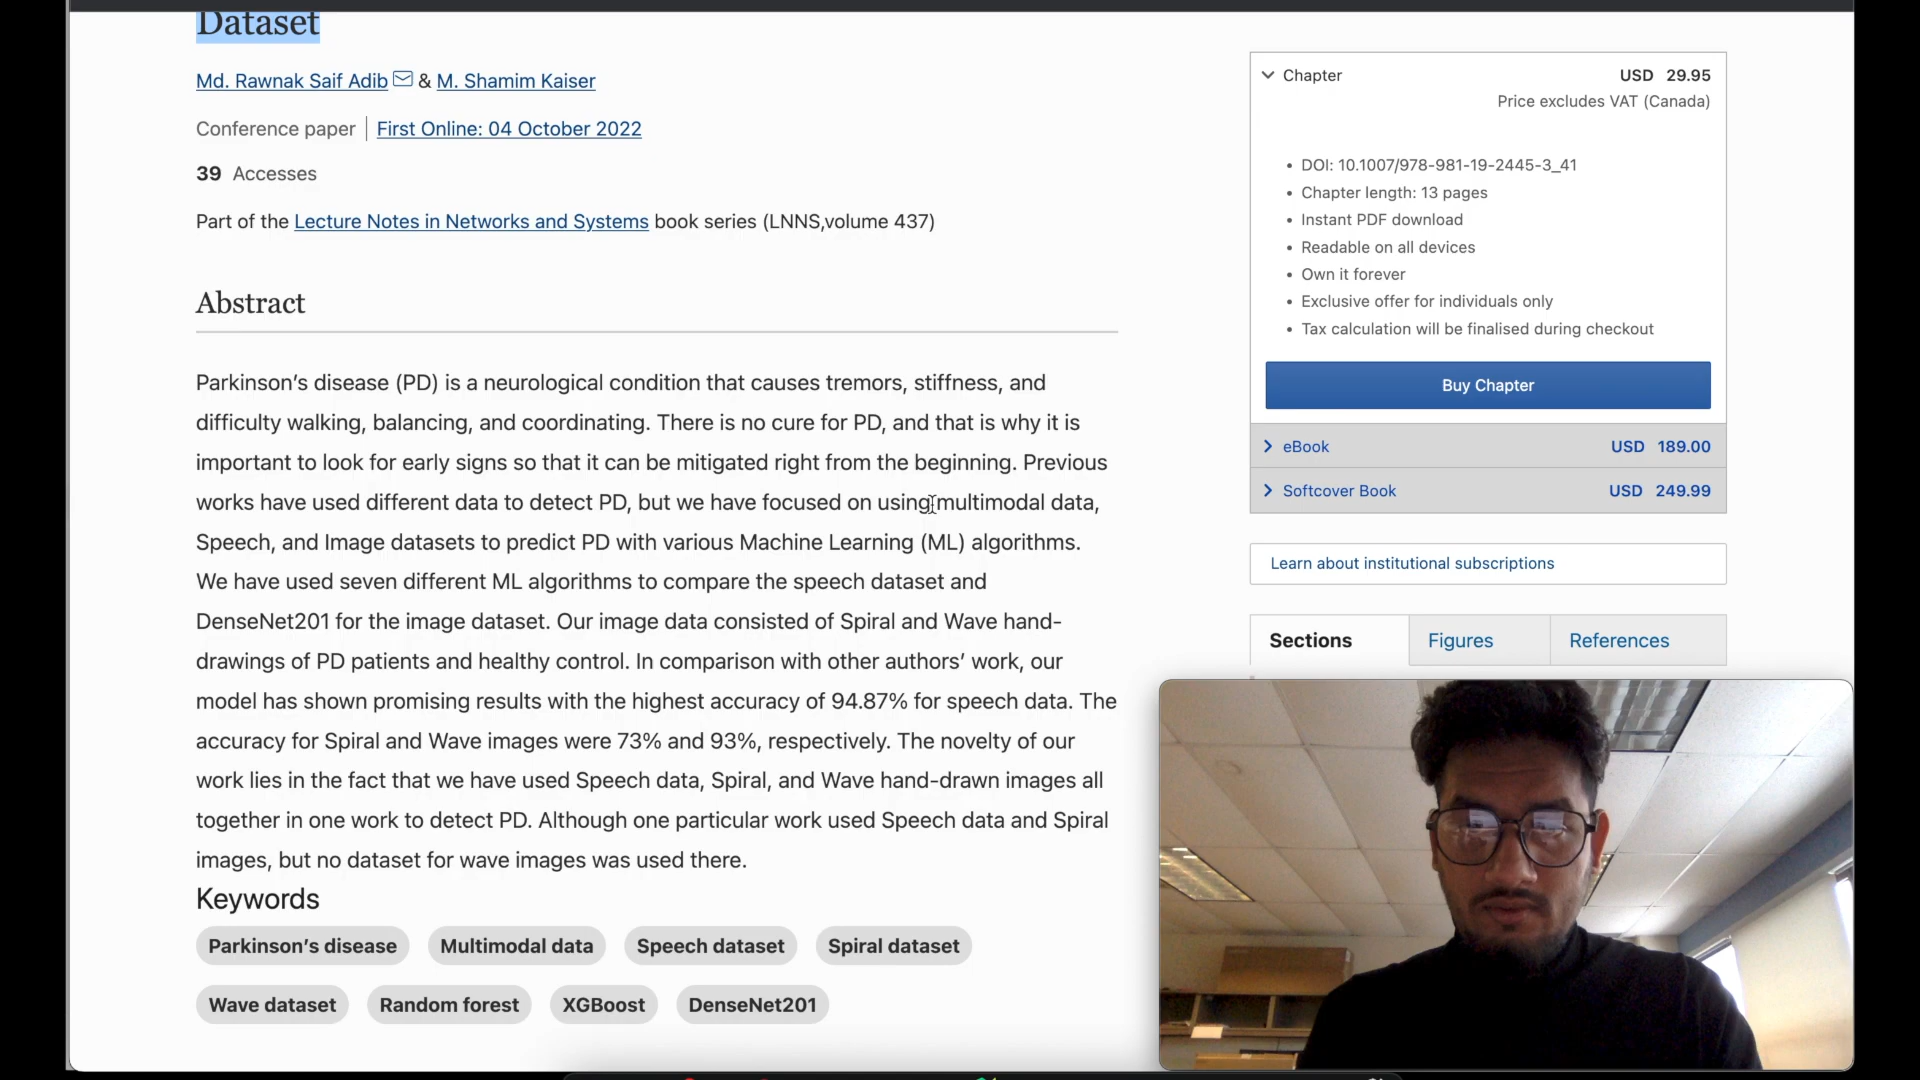 Dataset
Md. Rawnak Saif Adib & M. Shamim Kaiser
Conference paper | First Online: 04 October 2022
39 Accesses
Part of the Lecture Notes in Networks and Systems book series (LNNS,volume 437)
Abstract
Parkinson’s disease (PD) is a neurological condition that causes tremors, stiffness, and
difficulty walking, balancing, and coordinating. There is no cure for PD, and that is why it is
important to look for early signs so that it can be mitigated right from the beginning. Previous
works have used different data to detect PD, but we have focused on using multimodal data,
Speech, and Image datasets to predict PD with various Machine Learning (ML) algorithms.
We have used seven different ML algorithms to compare the speech dataset and
DenseNet201 for the image dataset. Our image data consisted of Spiral and Wave hand-
drawings of PD patients and healthy control. In comparison with other authors’ work, our
model has shown promising results with the highest accuracy of 94.87% for speech data. The
accuracy for Spiral and Wave images were 73% and 93%, respectively. The novelty of our
work lies in the fact that we have used Speech data, Spiral, and Wave hand-drawn images all
together in one work to detect PD. Although one particular work used Speech data and Spiral
images, but no dataset for wave images was used there.
Keywords
Parkinson’s disease Multimodal data Speech dataset Spiral dataset
Wave dataset Random forest XGBoost DenseNet201
Chapter USD 29.95
Price excludes VAT (Canada)
• DOI: 10.1007/978-981-19-2445-3_41
• Chapter length: 13 pages
• Instant PDF download
• Readable on all devices
• Own it forever
• Exclusive offer for individuals only
• Tax calculation will be finalised during checkout
Buy Chapter
eBook USD 189.00
Softcover Book USD 249.99
Learn about institutional subscriptions
Sections Figures References